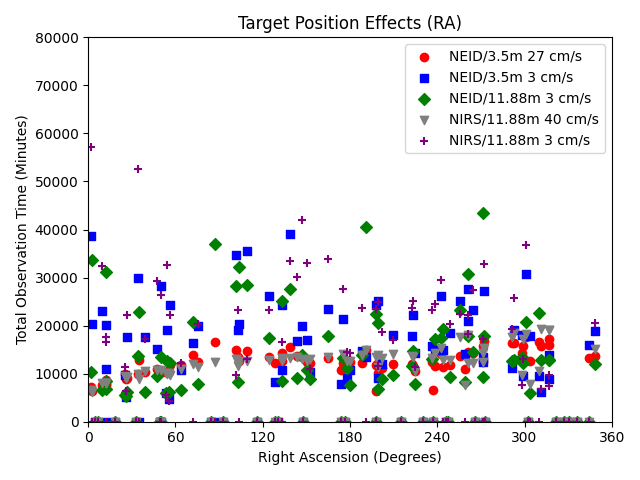 Target Position Effects (RA)
80000
70000
60000
50000
40000
30000
20000
10000
0
Total Observation Time (Minutes)
NEID/3.5m 27 cm/s
NEID/3.5m 3 cm/s
NEID/11.88m 3 cm/s
NIRS/11.88m 40 cm/s
NIRS/11.88m 3 cm/s
0 60 120 180 240 300 360
Right Ascension (Degrees)